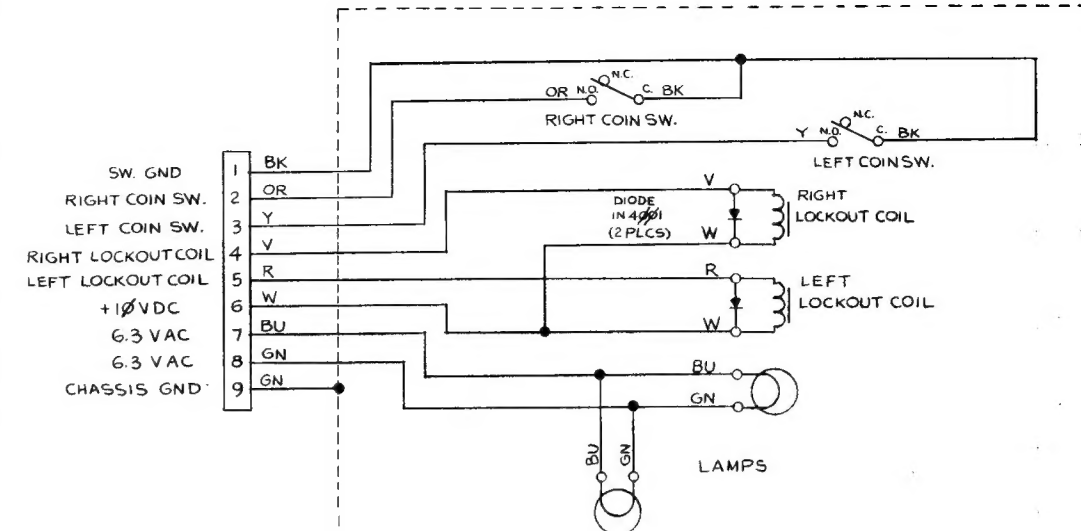 N.C.
OR N.O. C. BK
RIGHT COIN SW.
N.C.
Y N.O. C. BK
LEFT COIN SW.
SW. GND 1 BK
RIGHT COIN SW. 2 OR
LEFT COIN SW. 3 Y
RIGHT LOCKOUT COIL 4 V
LEFT LOCKOUT COIL 5 R
+1Ø VDC 6 W
6.3 VAC 7 BU
6.3 VAC 8 GN
CHASSIS GND 9 GN
DIODE
IN 4ØØ1
(2 PLCS)
V
W
RIGHT
LOCKOUT COIL
R
W
LEFT
LOCKOUT COIL
BU
GN
BU
GN
LAMPS